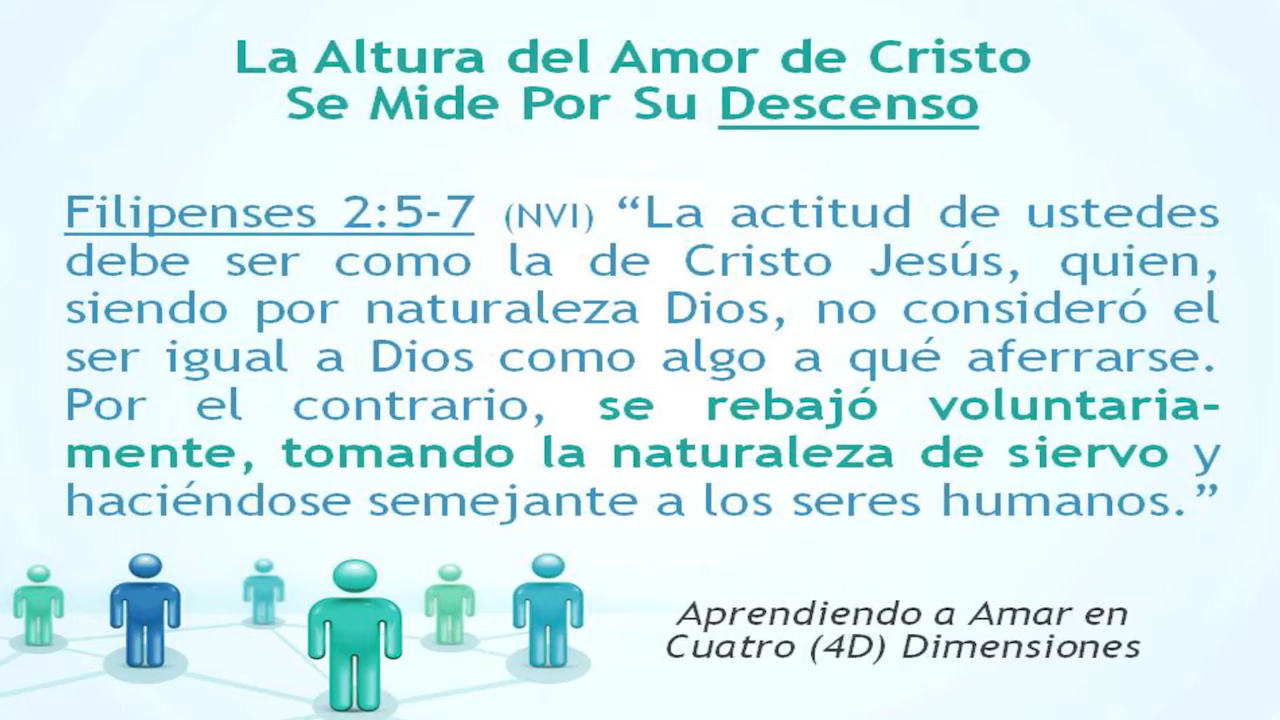 La Altura del Amor de Cristo
Se Mide Por Su Descenso
Filipenses 2:5-7 (NVI) “La actitud de ustedes
debe ser como la de Cristo Jesús, quien,
siendo por naturaleza Dios, no consideró el
ser igual a Dios como algo a qué aferrarse.
Por el contrario, se rebajó voluntaria-
mente, tomando la naturaleza de siervo y
haciéndose semejante a los seres humanos.”
Aprendiendo a Amar en
Cuatro (4D) Dimensiones